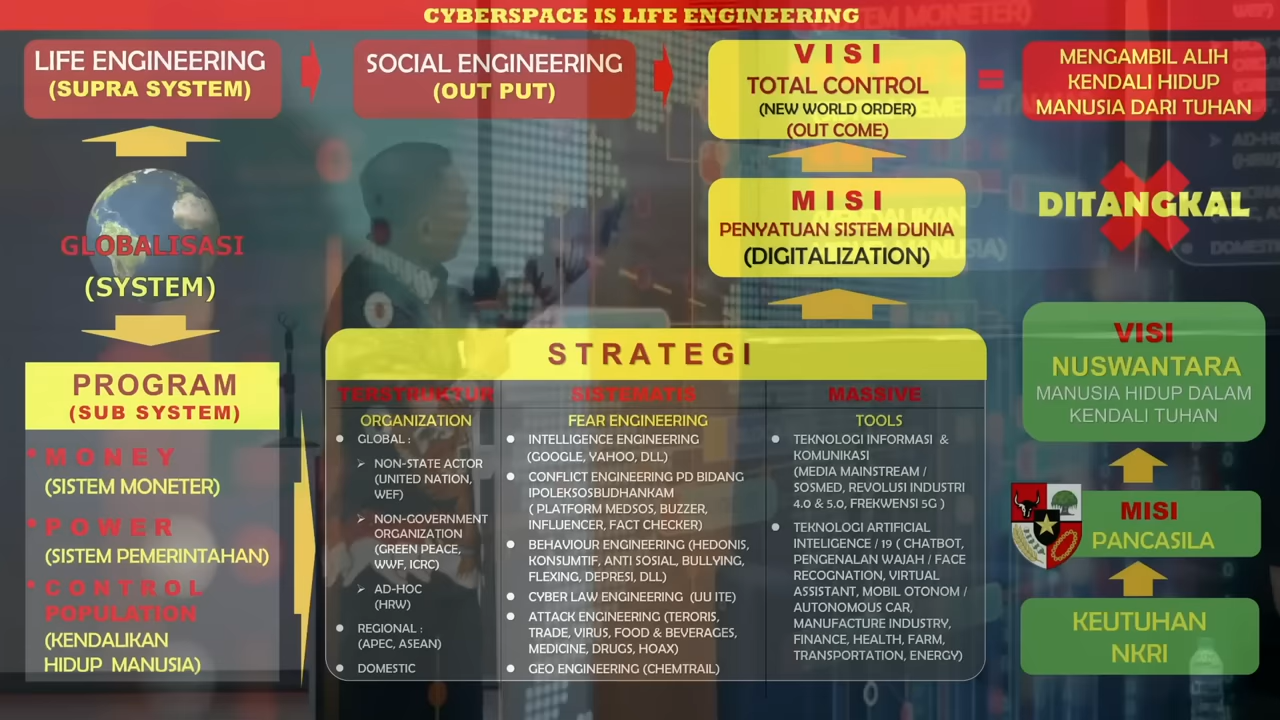 CYBERSPACE IS LIFE ENGINEERING
LIFE ENGINEERING
(SUPRA SYSTEM)
SOCIAL ENGINEERING
(OUT PUT)
V I S I
TOTAL CONTROL
(NEW WORLD ORDER)
(OUT COME)
=
MENGAMBIL ALIH
KENDALI HIDUP
MANUSIA DARI TUHAN
GLOBALISASI
(SYSTEM)
M I S I
PENYATUAN SISTEM DUNIA
(DIGITALIZATION)
DITANGKAL
PROGRAM
(SUB SYSTEM)
• M O N E Y
(SISTEM MONETER)
• P O W E R
(SISTEM PEMERINTAHAN)
• C O N T R O L
POPULATION
(KENDALIKAN
HIDUP MANUSIA)
S T R A T E G I
TERSTRUKTUR
ORGANIZATION
• GLOBAL :
➢ NON-STATE ACTOR
(UNITED NATION,
WEF)
➢ NON-GOVERNMENT
ORGANIZATION
(GREEN PEACE,
WWF, ICRC)
➢ AD-HOC
(HRW)
• REGIONAL :
(APEC, ASEAN)
• DOMESTIC
SISTEMATIS
FEAR ENGINEERING
• INTELLIGENCE ENGINEERING
(GOOGLE, YAHOO, DLL)
• CONFLICT ENGINEERING PD BIDANG
IPOLEKSOSBUDHANKAM
( PLATFORM MEDSOS, BUZZER,
INFLUENCER, FACT CHECKER)
• BEHAVIOUR ENGINEERING (HEDONIS,
KONSUMTIF, ANTI SOSIAL, BULLYING,
FLEXING, DEPRESI, DLL)
• CYBER LAW ENGINEERING (UU ITE)
• ATTACK ENGINEERING (TERORIS,
TRADE, VIRUS, FOOD & BEVERAGES,
MEDICINE, DRUGS, HOAX)
• GEO ENGINEERING (CHEMTRAIL)
MASSIVE
TOOLS
• TEKNOLOGI INFORMASI &
KOMUNIKASI
(MEDIA MAINSTREAM /
SOSMED, REVOLUSI INDUSTRI
4.0 & 5.0, FREKWENSI 5G )
• TEKNOLOGI ARTIFICIAL
INTELIGENCE / 19 ( CHATBOT,
PENGENALAN WAJAH / FACE
RECOGNATION, VIRTUAL
ASSISTANT, MOBIL OTONOM /
AUTONOMOUS CAR,
MANUFACTURE INDUSTRY,
FINANCE, HEALTH, FARM,
TRANSPORTATION, ENERGY)
VISI
NUSWANTARA
MANUSIA HIDUP DALAM
KENDALI TUHAN
MISI
PANCASILA
KEUTUHAN
NKRI